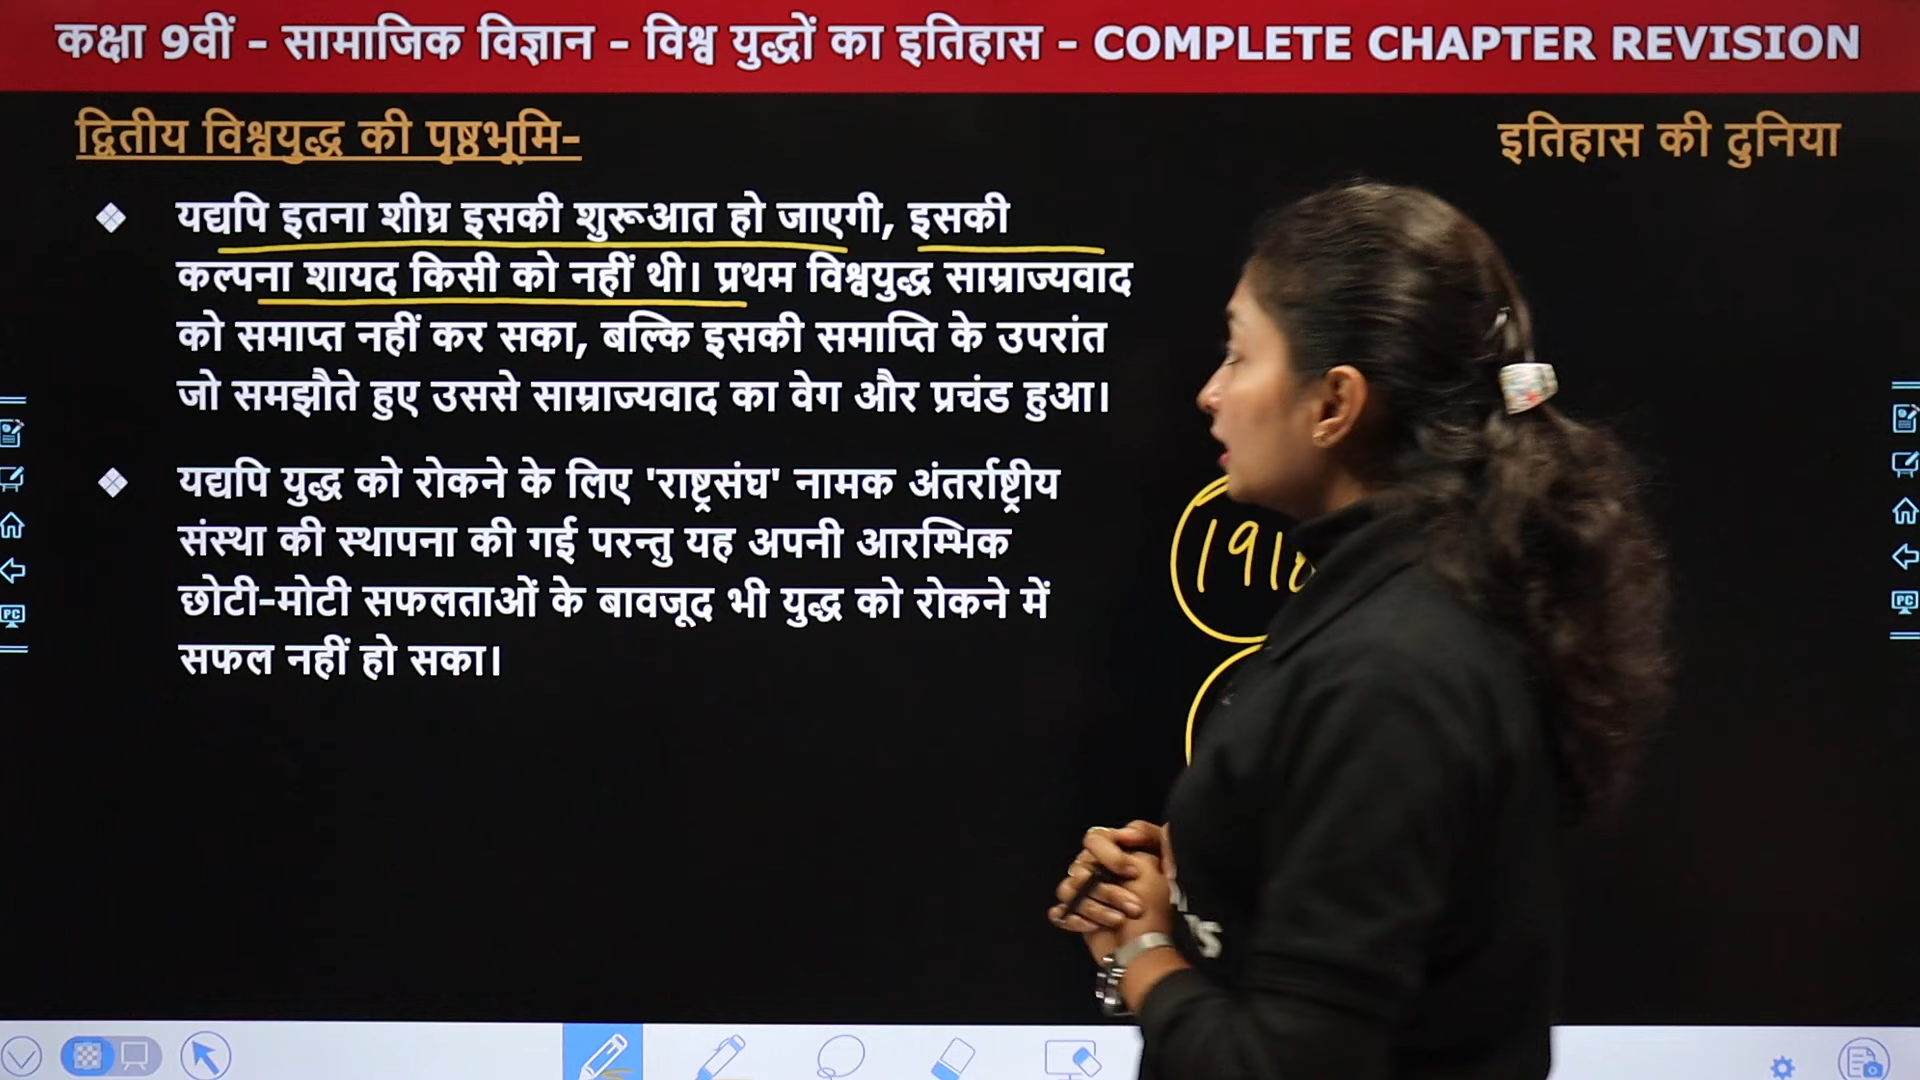 कक्षा 9वीं - सामाजिक विज्ञान - विश्व युद्धों का इतिहास - COMPLETE CHAPTER REVISION
द्वितीय विश्वयुद्ध की पृष्ठभूमि-
इतिहास की दुनिया
❖ यद्यपि इतना शीघ्र इसकी शुरूआत हो जाएगी, इसकी
कल्पना शायद किसी को नहीं थी। प्रथम विश्वयुद्ध साम्राज्यवाद
को समाप्त नहीं कर सका, बल्कि इसकी समाप्ति के उपरांत
जो समझौते हुए उससे साम्राज्यवाद का वेग और प्रचंड हुआ।
❖ यद्यपि युद्ध को रोकने के लिए 'राष्ट्रसंघ' नामक अंतर्राष्ट्रीय
संस्था की स्थापना की गई परन्तु यह अपनी आरम्भिक
छोटी-मोटी सफलताओं के बावजूद भी युद्ध को रोकने में
सफल नहीं हो सका।
PC
PC